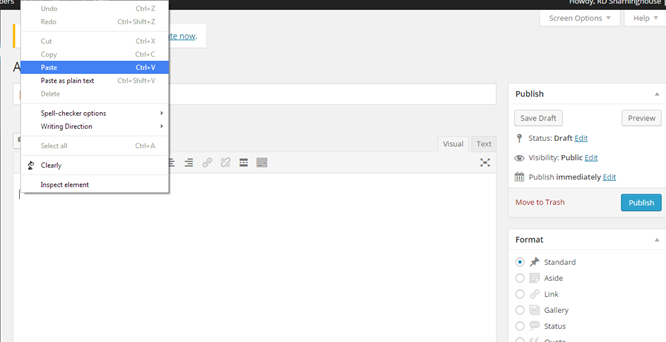 Howdy, RD Sharninghouse
Undo Ctrl+Z
Redo Ctrl+Shift+Z
Cut Ctrl+X
Copy Ctrl+C
Paste Ctrl+V
Paste as plain text Ctrl+Shift+V
Delete
Spell-checker options
Writing Direction
Select all Ctrl+A
Clearly
Inspect element
Screen Options
Help
now.
Visual
Text
Publish
Save Draft
Preview
Status: Draft Edit
Visibility: Public Edit
Publish immediately Edit
Move to Trash
Publish
Format
Standard
Aside
Link
Gallery
Status
Quote